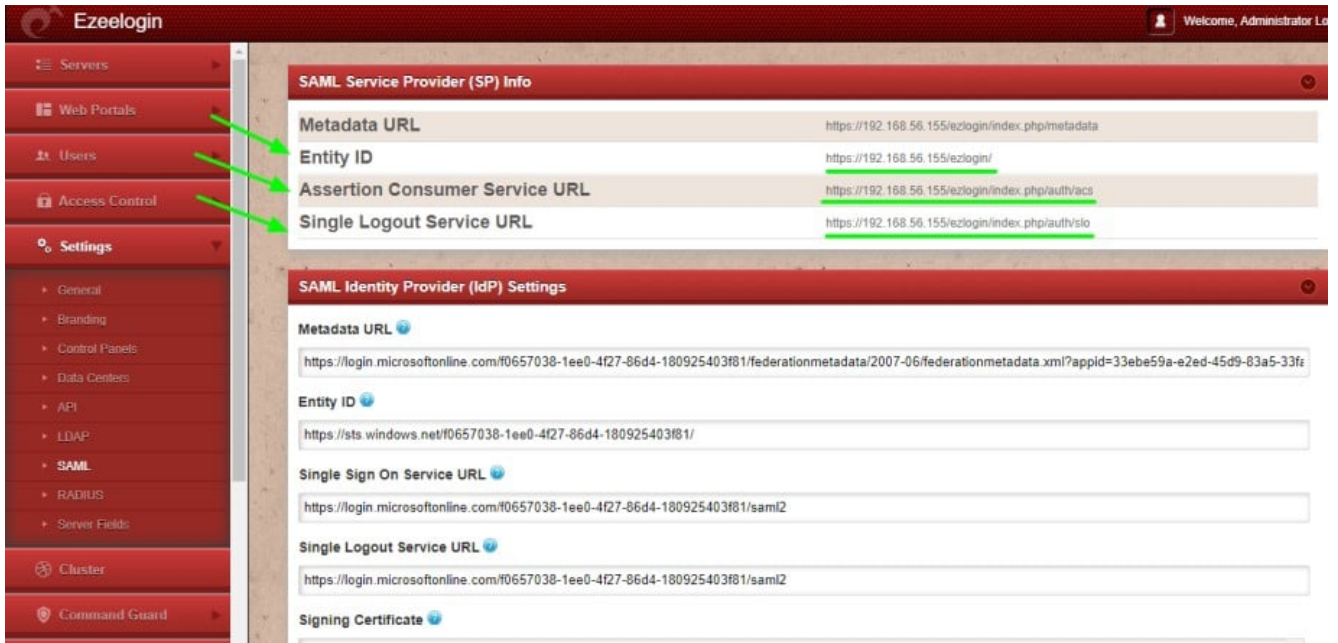 Ezeelogin
Welcome, Administrator Lo
Servers
Web Portals
Users
Access Control
Settings
General
Branding
Control Panels
Data Centers
API
LDAP
SAML
RADIUS
Server Fields
Cluster
Command Guard
SAML Service Provider (SP) Info
Metadata URL https://192.168.56.155/ezlogin/index.php/metadata
Entity ID https://192.168.56.155/ezlogin/
Assertion Consumer Service URL https://192.168.56.155/ezlogin/index.php/auth/acs
Single Logout Service URL https://192.168.56.155/ezlogin/index.php/auth/slo
SAML Identity Provider (IdP) Settings
Metadata URL
https://login.microsoftonline.com/f0657038-1ee0-4f27-86d4-180925403f81/federationmetadata/2007-06/federationmetadata.xml?appid=33ebe59a-e2ed-45d9-83a5-33fa
Entity ID
https://sts.windows.net/f0657038-1ee0-4f27-86d4-180925403f81/
Single Sign On Service URL
https://login.microsoftonline.com/f0657038-1ee0-4f27-86d4-180925403f81/saml2
Single Logout Service URL
https://login.microsoftonline.com/f0657038-1ee0-4f27-86d4-180925403f81/saml2
Signing Certificate